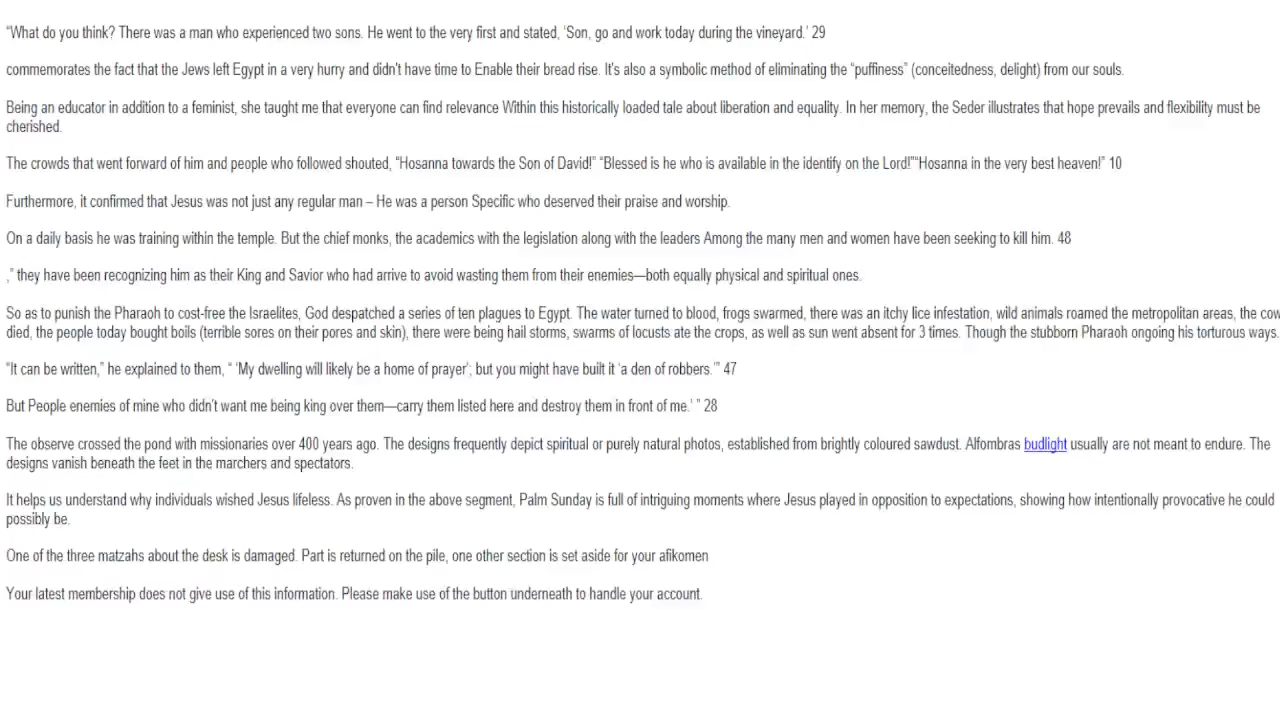 “What do you think? There was a man who experienced two sons. He went to the very first and stated, ‘Son, go and work today during the vineyard.’ 29
commemorates the fact that the Jews left Egypt in a very hurry and didn't have time to Enable their bread rise. It's also a symbolic method of eliminating the “puffiness” (conceitedness, delight) from our souls.
Being an educator in addition to a feminist, she taught me that everyone can find relevance Within this historically loaded tale about liberation and equality. In her memory, the Seder illustrates that hope prevails and flexibility must be
cherished.
The crowds that went forward of him and people who followed shouted, “Hosanna towards the Son of David!” “Blessed is he who is available in the identify on the Lord!”“Hosanna in the very best heaven!” 10
Furthermore, it confirmed that Jesus was not just any regular man – He was a person Specific who deserved their praise and worship.
On a daily basis he was training within the temple. But the chief monks, the academics with the legislation along with the leaders Among the many men and women have been seeking to kill him. 48
,” they have been recognizing him as their King and Savior who had arrive to avoid wasting them from their enemies—both equally physical and spiritual ones.
So as to punish the Pharaoh to cost-free the Israelites, God despatched a series of ten plagues to Egypt. The water turned to blood, frogs swarmed, there was an itchy lice infestation, wild animals roamed the metropolitan areas, the cow
died, the people today bought boils (terrible sores on their pores and skin), there were being hail storms, swarms of locusts ate the crops, as well as sun went absent for 3 times. Though the stubborn Pharaoh ongoing his torturous ways.
“It can be written,” he explained to them, “ ‘My dwelling will likely be a home of prayer’; but you might have built it ‘a den of robbers.’” 47
But People enemies of mine who didn’t want me being king over them—carry them listed here and destroy them in front of me.’ ” 28
The observe crossed the pond with missionaries over 400 years ago. The designs frequently depict spiritual or purely natural photos, established from brightly coloured sawdust. Alfombras budlight usually are not meant to endure. The
designs vanish beneath the feet in the marchers and spectators.
It helps us understand why individuals wished Jesus lifeless. As proven in the above segment, Palm Sunday is full of intriguing moments where Jesus played in opposition to expectations, showing how intentionally provocative he could
possibly be.
One of the three matzahs about the desk is damaged. Part is returned on the pile, one other section is set aside for your afikomen
Your latest membership does not give use of this information. Please make use of the button underneath to handle your account.